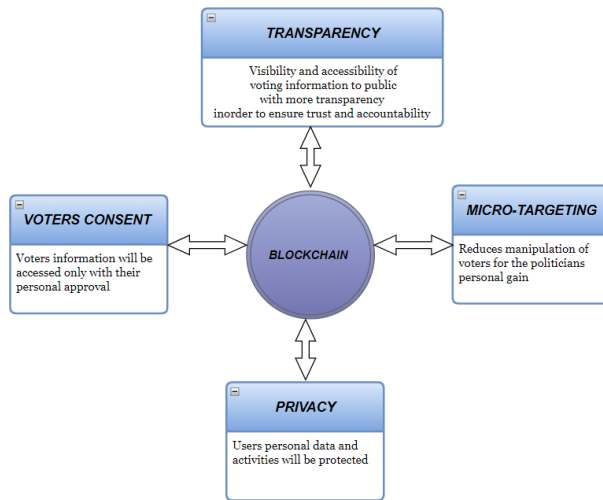 TRANSPARENCY
Visibility and accessibility of
voting information to public
with more transparency
inorder to ensure trust and accountability
VOTERS CONSENT
Voters information will be
accessed only with their
personal approval
BLOCKCHAIN
MICRO-TARGETING
Reduces manipulation of
voters for the politicians
personal gain
PRIVACY
Users personal data and
activities will be protected